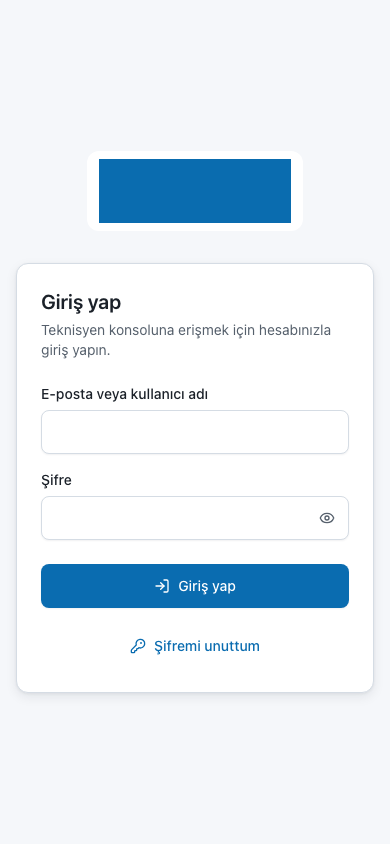 Giriş yap
Teknisyen konsoluna erişmek için hesabınızla
giriş yapın.
E-posta veya kullanıcı adı
Şifre
Giriş yap
Şifremi unuttum